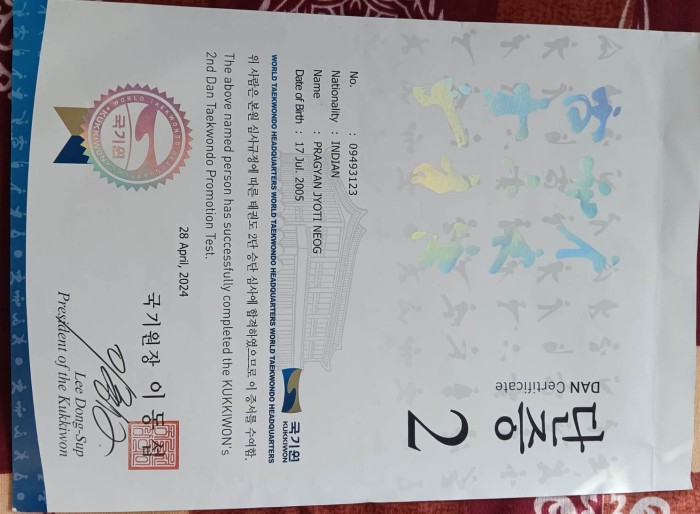 단증
2
DAN Certificate
No. : 09493123
Nationality : INDIAN
Name : PRAGYAN JYOTI NEOG
Date of Birth : 17 Jul. 2005
국기원
KUKKIWON
WORLD TAEKWONDO HEADQUARTERS WORLD TAEKWONDO HEADQUARTERS WORLD TAEKWONDO HEADQUARTERS
위 사람은 본원 심사규정에 따른 태권도 2단 승단 심사에 합격하였으므로 이 증서를 수여함.
The above named person has successfully completed the KUKKIWON's
2nd Dan Taekwondo Promotion Test.
28 April, 2024
국기원
국기원장 이 동 섭
Lee Dong-Sup
President of the Kukkiwon